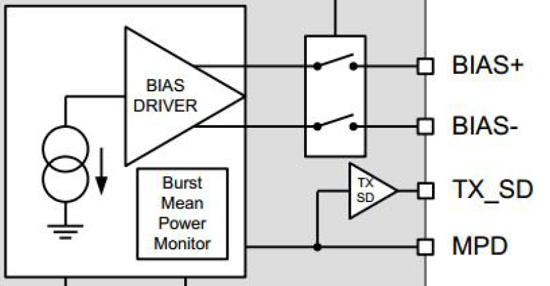 BIAS
DRIVER
Burst
Mean
Power
Monitor
TX
SD
BIAS+
BIAS-
TX_SD
MPD